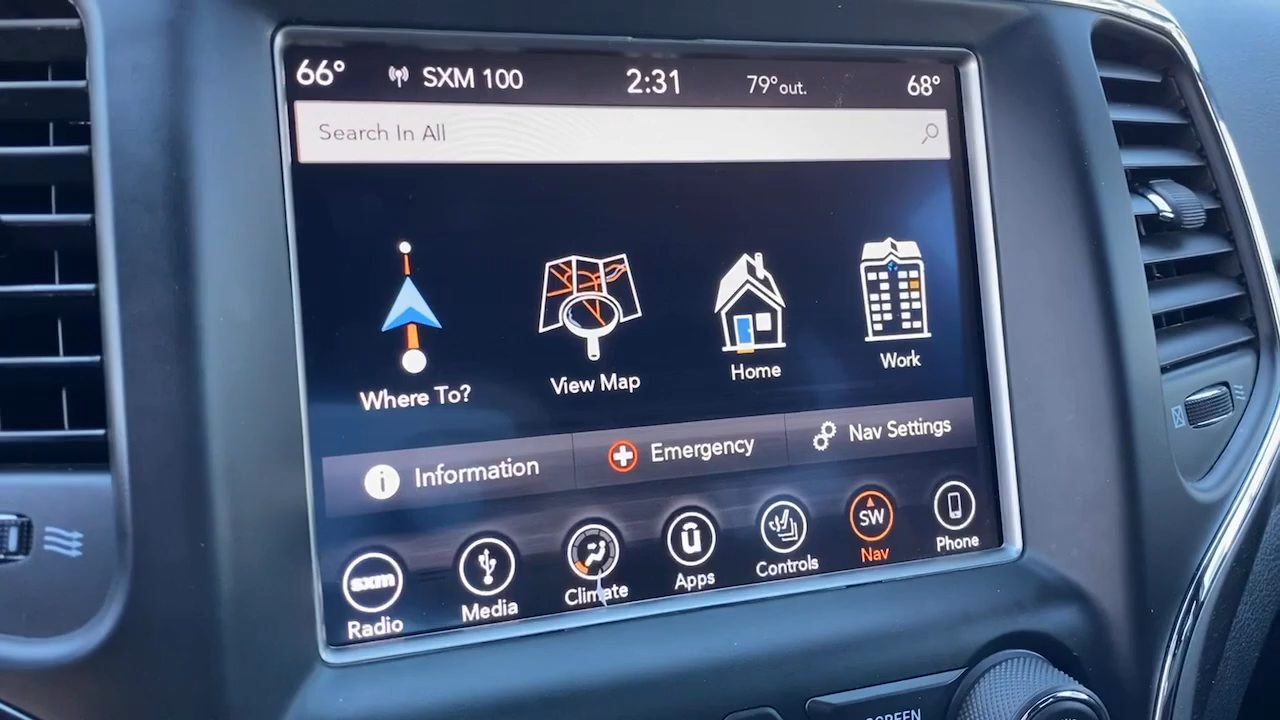 66° SXM 100 2:31 79°out. 68°
Search In All
Where To? View Map Home Work
Information Emergency Nav Settings
sxm SW
Radio Media Climate Apps Controls Nav Phone
SCREEN